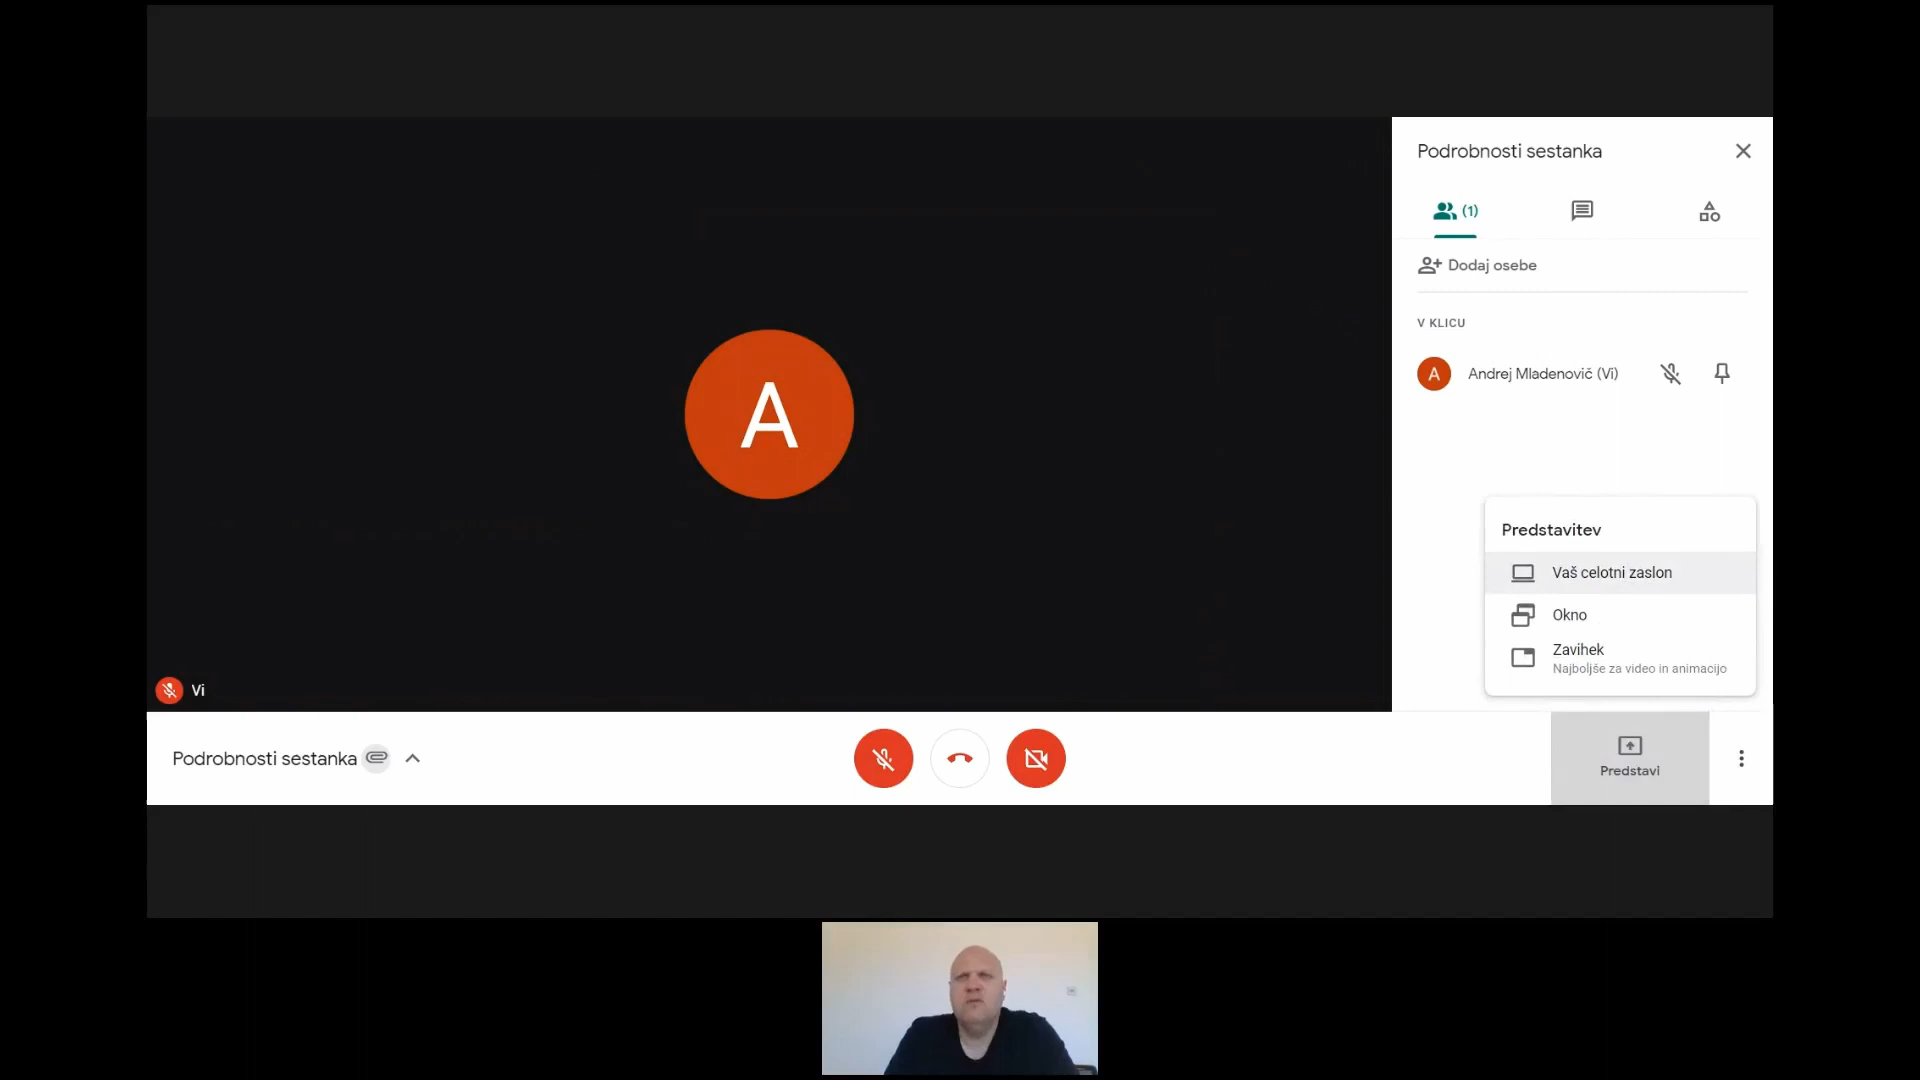 Podrobnosti sestanka
(1)
Dodaj osebe
V KLICU
A
Andrej Mladenovič (Vi)
A
Predstavitev
Vaš celotni zaslon
Okno
Zavihek
Najboljše za video in animacijo
Vi
Podrobnosti sestanka
Predstavi